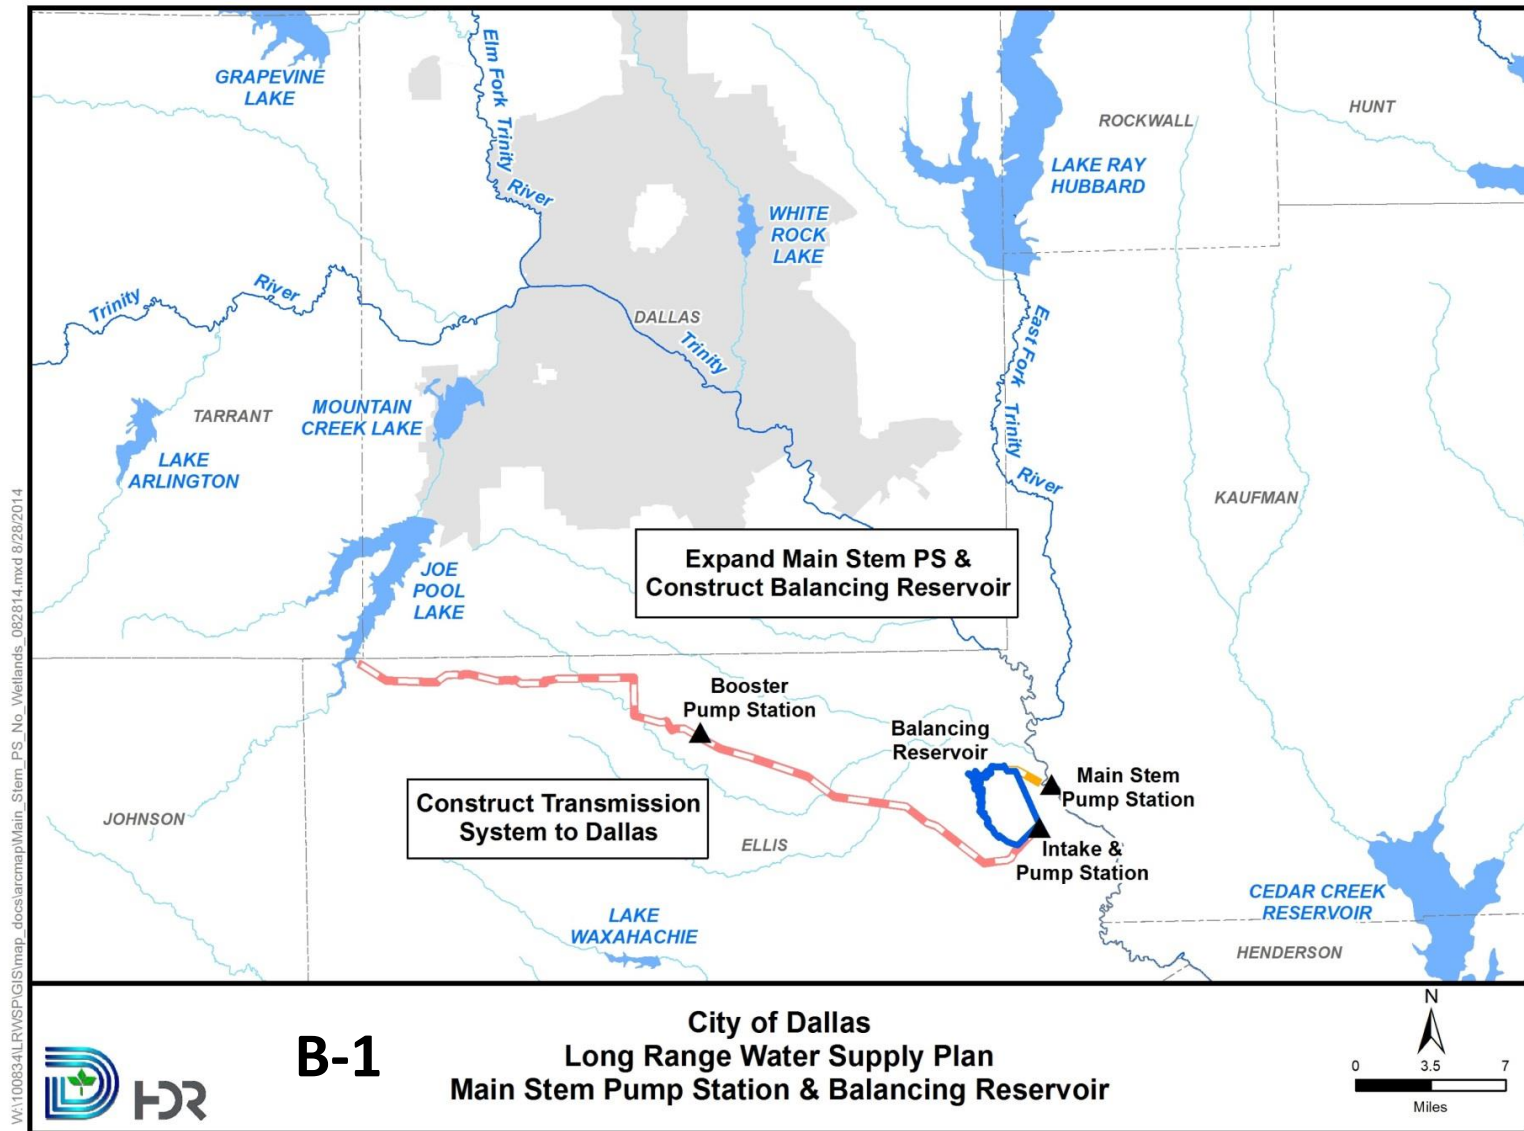 GRAPEVINE
LAKE
Elm Fork Trinity
River
ROCKWALL
HUNT
LAKE RAY
HUBBARD
WHITE
ROCK
LAKE
Trinity
River
DALLAS
Trinity
East Fork
Trinity
River
TARRANT
MOUNTAIN
CREEK LAKE
LAKE
ARLINGTON
KAUFMAN
JOE
POOL
LAKE
Expand Main Stem PS &
Construct Balancing Reservoir
Booster
Pump Station
Balancing
Reservoir
Main Stem
Pump Station
Construct Transmission
System to Dallas
JOHNSON
ELLIS
Intake &
Pump Station
CEDAR CREEK
RESERVOIR
LAKE
WAXAHACHIE
HENDERSON
W:\100834\LRWSP\GIS\map_docs\arcmap\Main_Stem_PS_No_Wetlands_082814.mxd 8/28/2014
HDR
B-1
City of Dallas
Long Range Water Supply Plan
Main Stem Pump Station & Balancing Reservoir
N
0 3.5 7
Miles